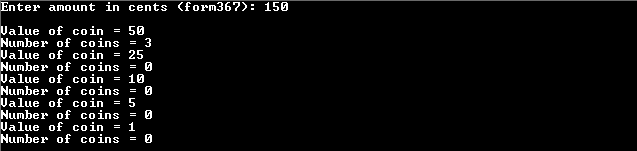 Enter amount in cents (form367): 150
Value of coin = 50
Number of coins = 3
Value of coin = 25
Number of coins = 0
Value of coin = 10
Number of coins = 0
Value of coin = 5
Number of coins = 0
Value of coin = 1
Number of coins = 0